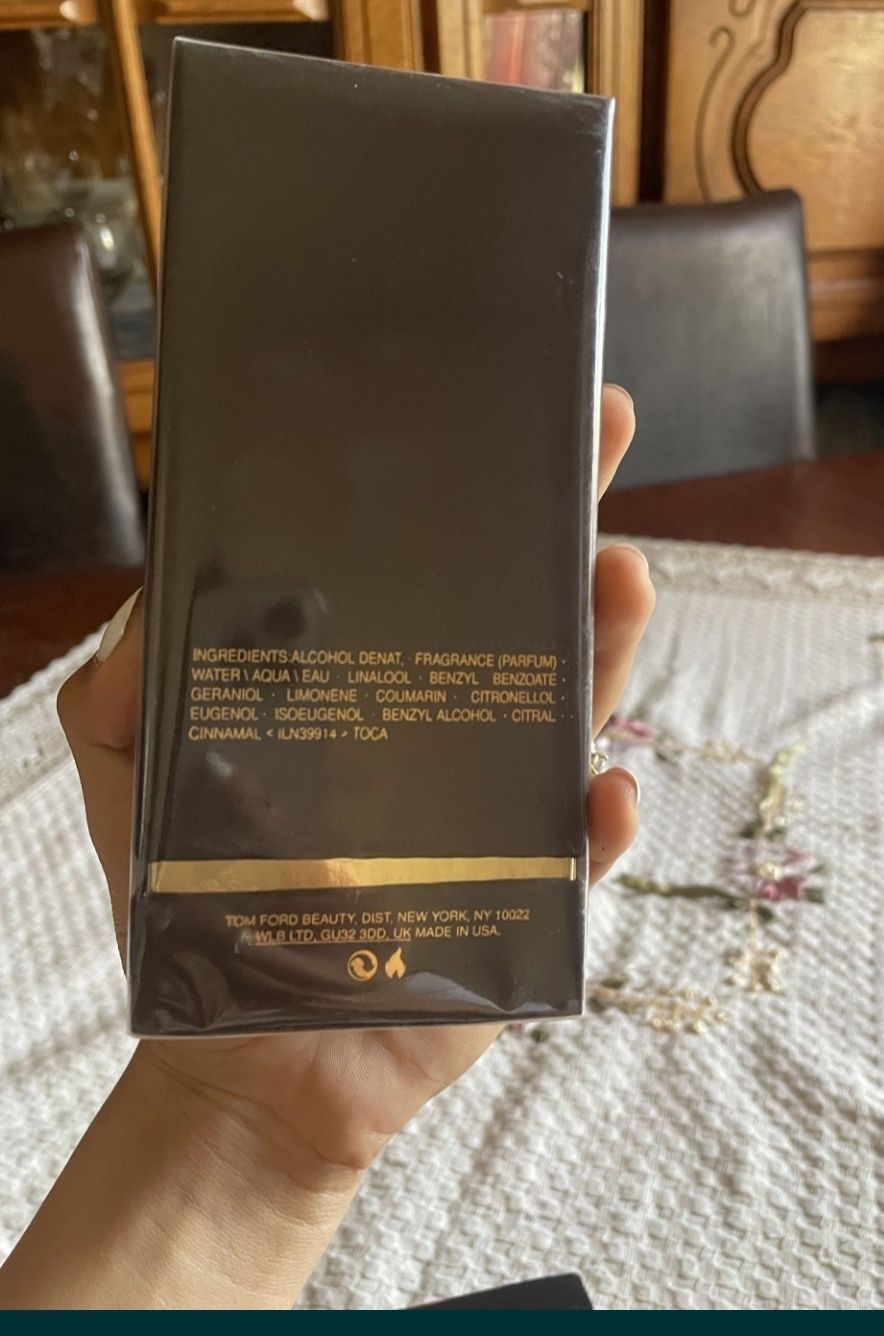 INGREDIENTS:ALCOHOL DENAT, · FRAGRANCE (PARFUM) ·
WATER \ AQUA \ EAU · LINALOOL · BENZYL BENZOATE ·
GERANIOL · LIMONENE · COUMARIN · CITRONELLOL ·
EUGENOL · ISOEUGENOL · BENZYL ALCOHOL · CITRAL ·
CINNAMAL < ILN39914 > TOCA
TOM FORD BEAUTY, DIST, NEW YORK, NY 10022
WLB LTD, GU32 3DD, UK MADE IN USA.